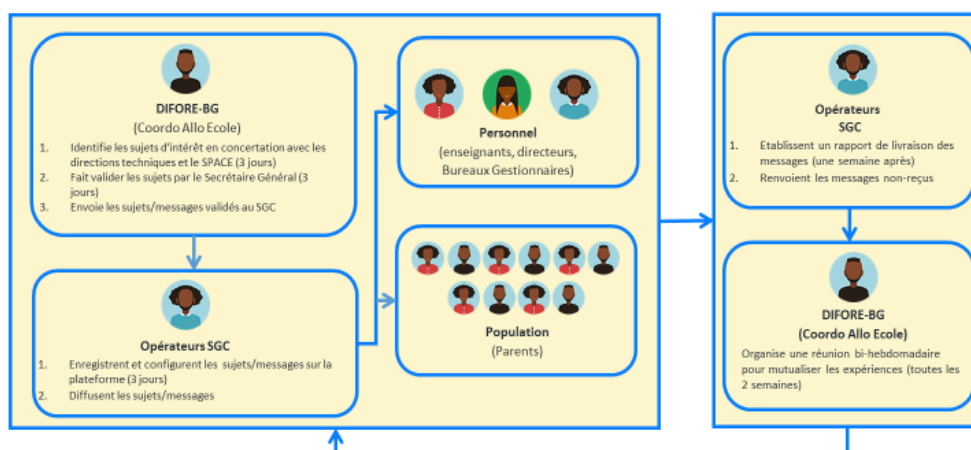 DIFORE-BG
(Coordo Allo Ecole)
1. Identifie les sujets d'intérêt en concertation avec les
directions techniques et le SPACE (3 jours)
2. Fait valider les sujets par le Secrétaire Général (3
jours)
3. Envoie les sujets/messages validés au SGC
Opérateurs SGC
1. Enregistrent et configurent les sujets/messages sur la
plateforme (3 jours)
2. Diffusent les sujets/messages
Personnel
(enseignants, directeurs,
Bureaux Gestionnaires)
Population
(Parents)
Opérateurs
SGC
1. Etablissent un rapport de livraison des
messages (une semaine après)
2. Renvoient les messages non-reçus
DIFORE-BG
(Coordo Allo Ecole)
Organise une réunion bi-hebdomadaire
pour mutualiser les expériences (toutes les
2 semaines)